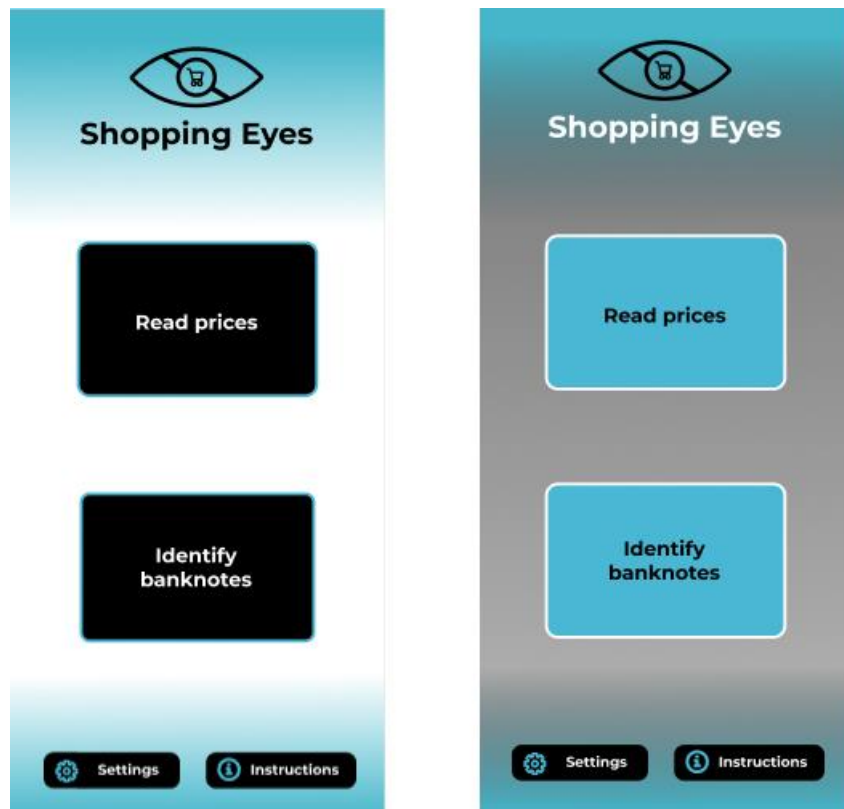 Shopping Eyes
Read prices
Identify
banknotes
Settings
Instructions
Shopping Eyes
Read prices
Identify
banknotes
Settings
Instructions